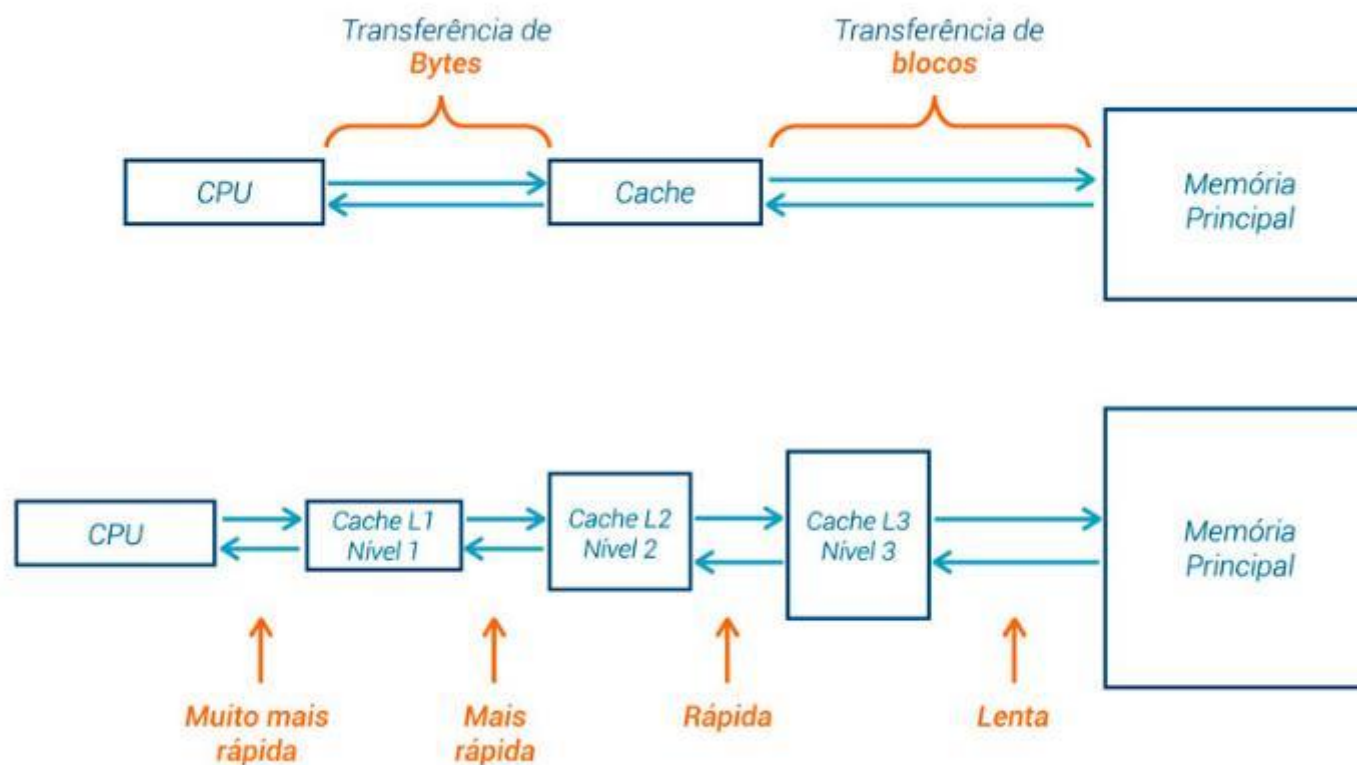 Transferência de
Bytes
Transferência de
blocos
CPU
Cache
Memória
Principal
CPU
Cache L1
Nível 1
Cache L2
Nível 2
Cache L3
Nível 3
Memória
Principal
Muito mais
rápida
Mais
rápida
Rápida
Lenta